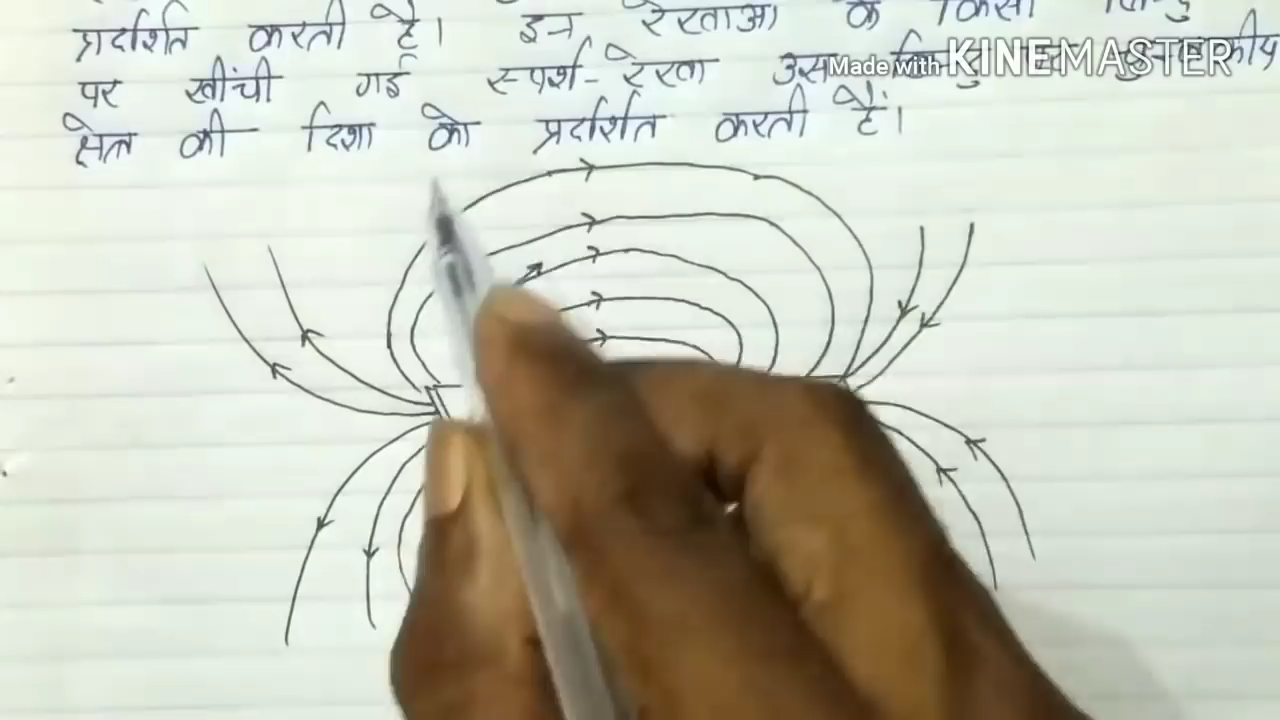 प्रदर्शित करती है। इन रेखाओं के किसी बिन्दु
पर खींची गई स्पर्श-रेखा उस
क्षेत्र की दिशा को प्रदर्शित करती हैं।
Made with KINEMASTER